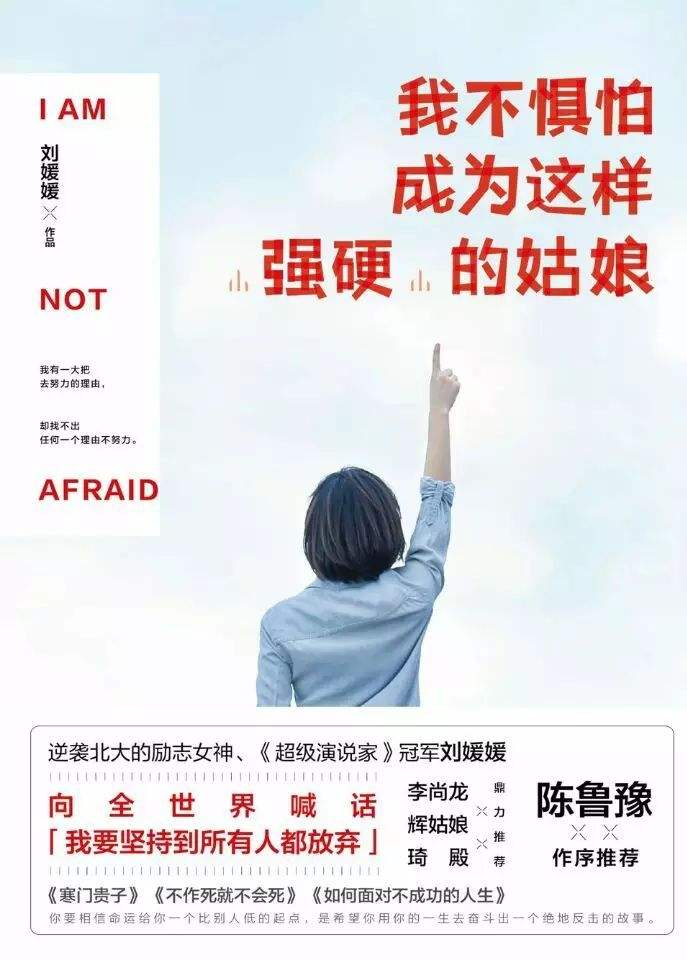 I AM
刘媛媛
作品
NOT
我有一大把
去努力的理由，
却找不出
任何一个理由不努力。
AFRAID
我不惧怕
成为这样
强硬的姑娘
逆袭北大的励志女神、《超级演说家》冠军刘媛媛
向全世界喊话
「我要坚持到所有人都放弃」
李尚龙
辉姑娘
琦殿
鼎力推荐
陈鲁豫
作序推荐
《寒门贵子》《不作死就不会死》《如何面对不成功的人生》
你要相信命运给你一个比别人低的起点，是希望你用你的一生去奋斗出一个绝地反击的故事。